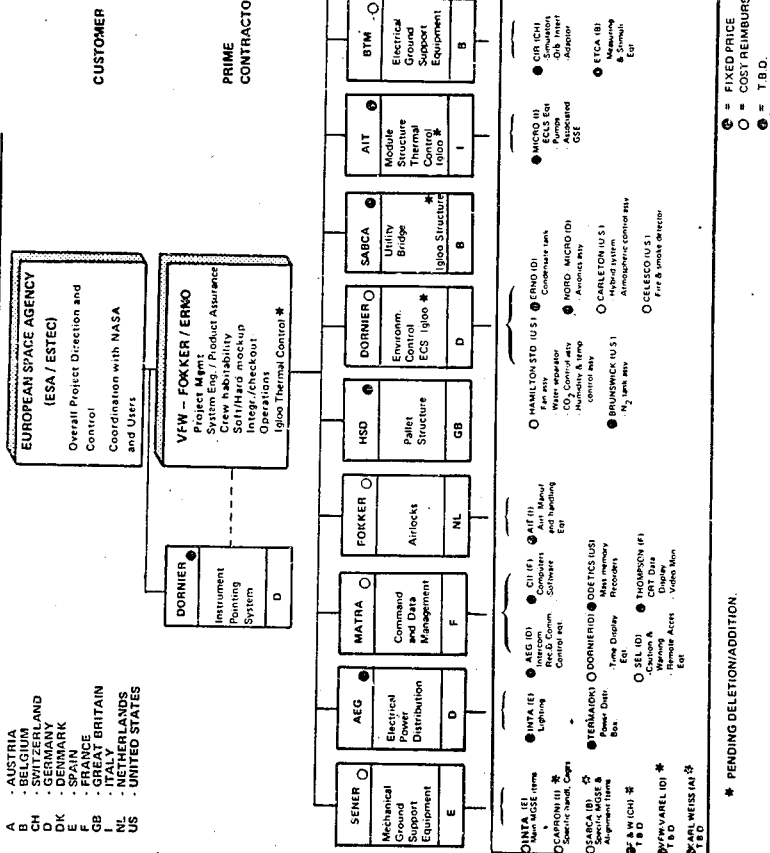 A - AUSTRIA
B - BELGIUM
CH - SWITZERLAND
D - GERMANY
DK - DENMARK
E - SPAIN
F - FRANCE
GB - GREAT BRITAIN
I - ITALY
NL - NETHERLANDS
US - UNITED STATES
EUROPEAN SPACE AGENCY
(ESA / ESTEC)
Overall Project Direction and
Control
Coordination with NASA
and Users
CUSTOMER
VFW – FOKKER / ERNO
Project Mgmt
System Eng./ Product Assurance
Crew habitability
Soft/Hard mockup
Integr./checkout
Operations
Igloo Thermal Control *
PRIME
CONTRACTO
DORNIER
Instrument
Pointing
System
D
SENER
Mechanical
Ground
Support
Equipment
E
AEG
Electrical
Power
Distribution
D
MATRA
Command
and Data
Management
F
FOKKER
Airlocks
NL
HSD
Pallet
Structure
GB
DORNIER
Environm.
Control
ECS Igloo *
D
SABCA
Utility
Bridge
*
Igloo Structure
B
AIT
Module
Structure
Thermal
Control
Igloo *
I
BTM
Electrical
Ground
Support
Equipment
B
INTA (E)
Main MGSE items
CAPRONI (I) *
Specific handl. Cages
SABCA (B) *
Specific MGSE &
Alignment Items
F & W (CH) *
T B D
VFW-VAREL (D) *
T B D
KARL WEISS (A) *
T B D
INTA (E)
Lighting
TERMA (DK)
Power Distr.
Box
AEG (D)
Intercom
Rec.& Comm.
Control eqt.
DORNIER (D)
Time Display
Eqt
SEL (D)
Caution &
Warning
Remote Acces
Eqt
CII (F)
Computers
Software
ODETICS (US)
Mass memory
Recorders
THOMPSON (F)
CRT Data
Display
Video Mon
AIT (I)
Aut Manuf
and handling
Eqt
HAMILTON STD (U S)
Fan assy
Water separator
CO2 Control assy
Humidity & temp
control assy
BRUNSWICK (U S)
N2 tank assy
ERNO (D)
Condensate tank
NORD - MICRO (D)
Avionics assy
CARLETON (U S)
Hybrid system
Atmospheric control assy
CELESCO (U S)
Fire & smoke detector
MICRO (I)
ECLS Eqt
Pumps
Associated
GSE
CIR (CH)
Simulators
Orb Interf
Adaptor
ETCA (B)
Measuring
& Stimuli
Eqt
* PENDING DELETION/ADDITION.
= FIXED PRICE
= COST REIMBURS
= T.B.D.